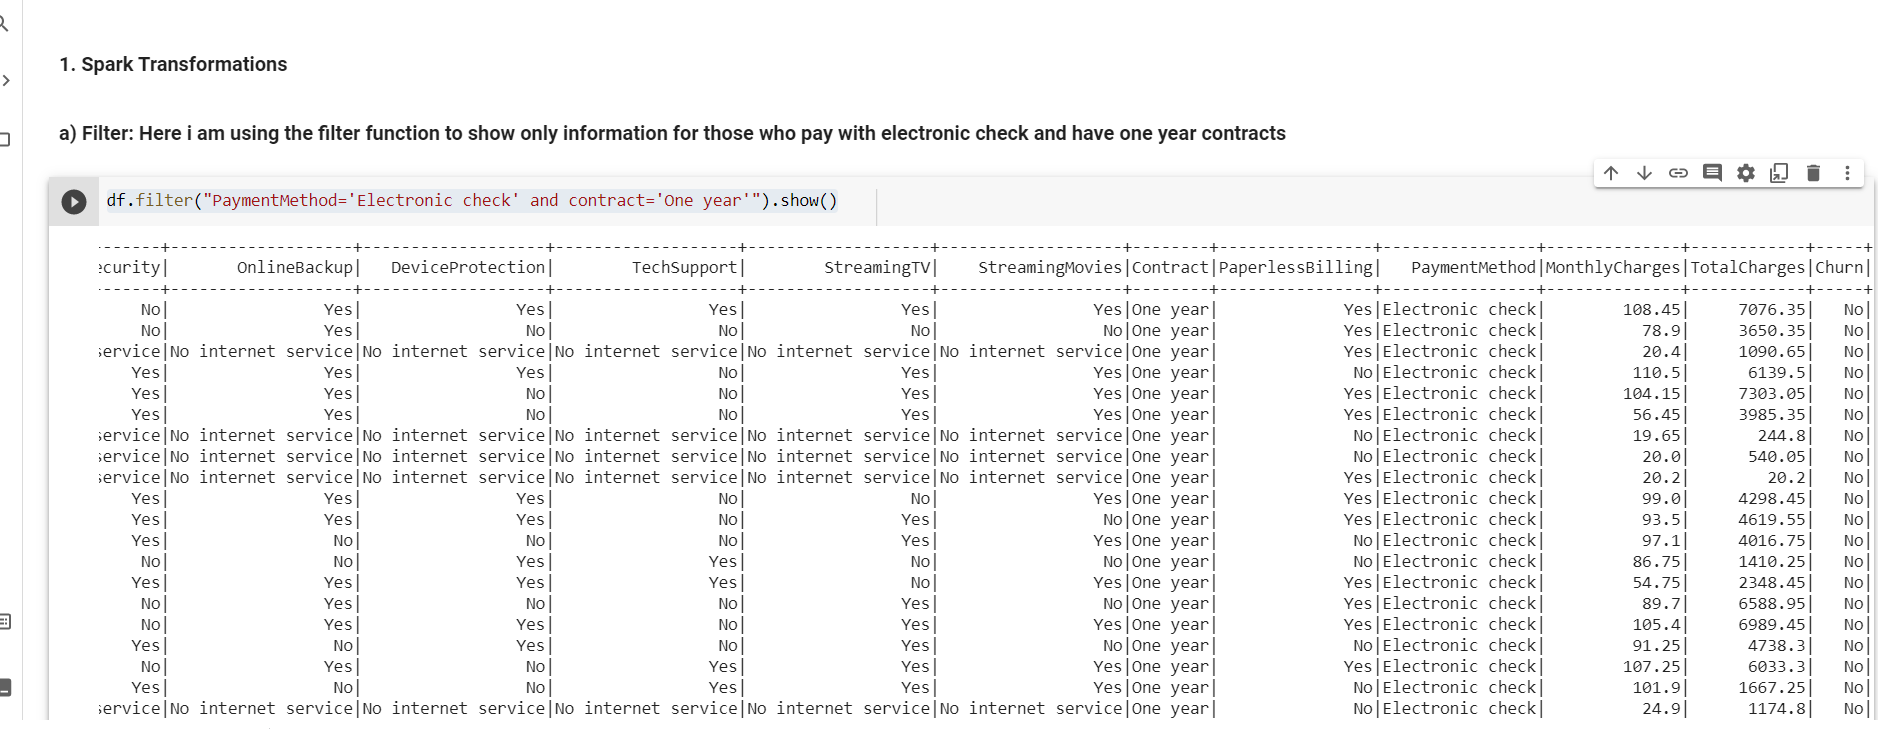 1. Spark Transformations
a) Filter: Here i am using the filter function to show only information for those who pay with electronic check and have one year contracts
df.filter("PaymentMethod='Electronic check' and contract='One year'").show()
------+-------------------+-------------------+-------------------+-------------------+-------------------+--------+----------------+----------------+--------------+------------+-----+
ecurity|       OnlineBackup|   DeviceProtection|        TechSupport|        StreamingTV|    StreamingMovies|Contract|PaperlessBilling|   PaymentMethod|MonthlyCharges|TotalCharges|Churn|
------+-------------------+-------------------+-------------------+-------------------+-------------------+--------+----------------+----------------+--------------+------------+-----+
No|                Yes|                Yes|                Yes|                Yes|                Yes|One year|             Yes|Electronic check|        108.45|     7076.35|   No|
No|                Yes|                 No|                 No|                 No|                 No|One year|             Yes|Electronic check|          78.9|     3650.35|   No|
service|No internet service|No internet service|No internet service|No internet service|No internet service|One year|             Yes|Electronic check|          20.4|     1090.65|   No|
Yes|                Yes|                Yes|                 No|                Yes|                Yes|One year|              No|Electronic check|         110.5|      6139.5|   No|
Yes|                Yes|                 No|                 No|                Yes|                Yes|One year|             Yes|Electronic check|        104.15|     7303.05|   No|
Yes|                Yes|                 No|                 No|                Yes|                Yes|One year|             Yes|Electronic check|         56.45|     3985.35|   No|
service|No internet service|No internet service|No internet service|No internet service|No internet service|One year|              No|Electronic check|         19.65|       244.8|   No|
service|No internet service|No internet service|No internet service|No internet service|No internet service|One year|              No|Electronic check|          20.0|      540.05|   No|
service|No internet service|No internet service|No internet service|No internet service|No internet service|One year|             Yes|Electronic check|          20.2|        20.2|   No|
Yes|                Yes|                Yes|                 No|                 No|                Yes|One year|             Yes|Electronic check|          99.0|     4298.45|   No|
Yes|                Yes|                Yes|                 No|                Yes|                 No|One year|             Yes|Electronic check|          93.5|     4619.55|   No|
Yes|                 No|                 No|                 No|                Yes|                Yes|One year|              No|Electronic check|          97.1|     4016.75|   No|
No|                 No|                Yes|                Yes|                 No|                 No|One year|              No|Electronic check|         86.75|     1410.25|   No|
Yes|                Yes|                Yes|                Yes|                 No|                Yes|One year|             Yes|Electronic check|         54.75|     2348.45|   No|
No|                Yes|                 No|                 No|                Yes|                 No|One year|             Yes|Electronic check|          89.7|     6588.95|   No|
No|                Yes|                Yes|                 No|                Yes|                Yes|One year|             Yes|Electronic check|         105.4|     6989.45|   No|
Yes|                 No|                Yes|                 No|                Yes|                 No|One year|              No|Electronic check|         91.25|      4738.3|   No|
No|                Yes|                 No|                Yes|                Yes|                Yes|One year|             Yes|Electronic check|        107.25|      6033.3|   No|
Yes|                 No|                 No|                Yes|                Yes|                Yes|One year|              No|Electronic check|         101.9|     1667.25|   No|
service|No internet service|No internet service|No internet service|No internet service|No internet service|One year|              No|Electronic check|          24.9|      1174.8|   No|